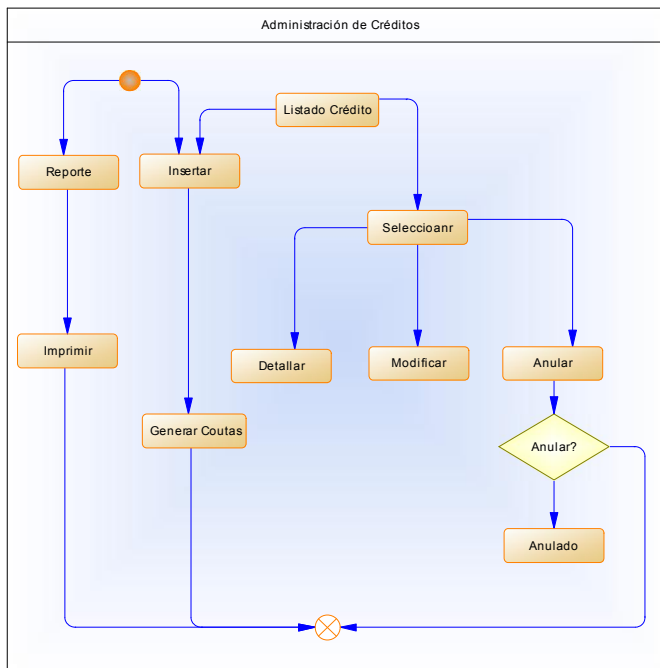 Administración de Créditos
Listado Crédito
Reporte
Insertar
Seleccioanr
Imprimir
Detallar
Modificar
Anular
Generar Coutas
Anular?
Anulado